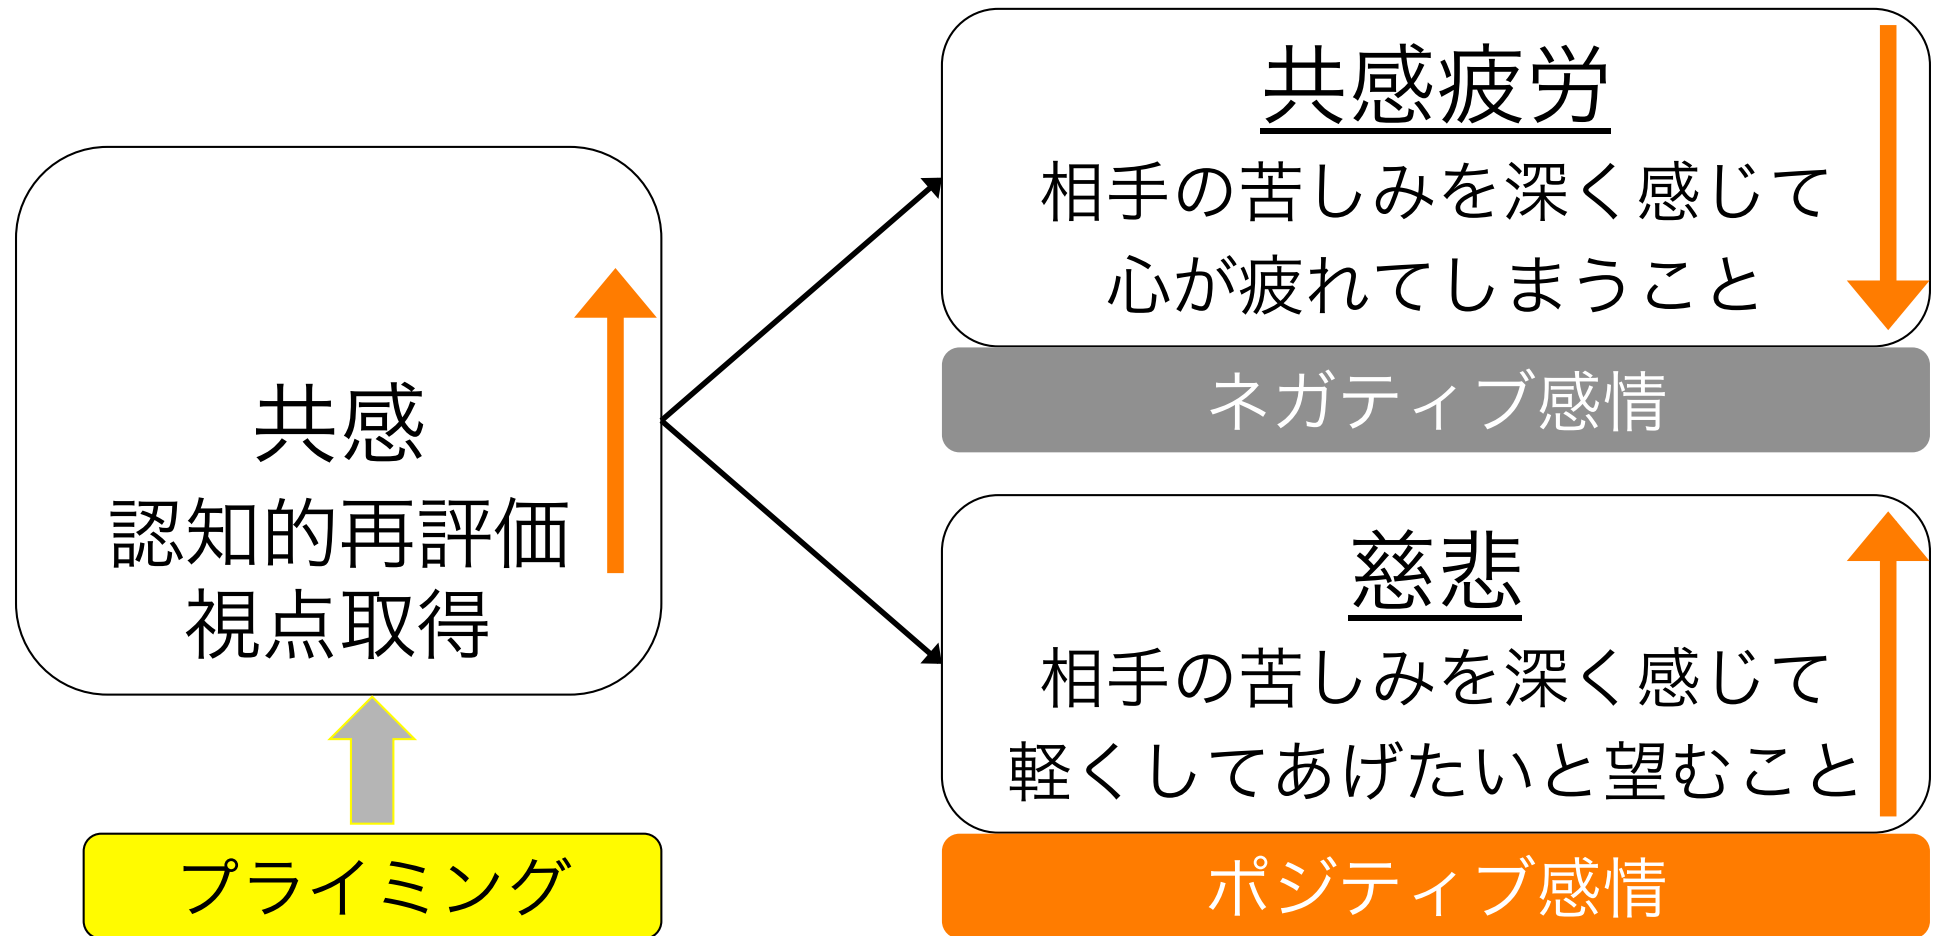 共感
認知的再評価
視点取得
プライミング
共感疲労
相手の苦しみを深く感じて
心が疲れてしまうこと
ネガティブ感情
慈悲
相手の苦しみを深く感じて
軽くしてあげたいと望むこと
ポジティブ感情